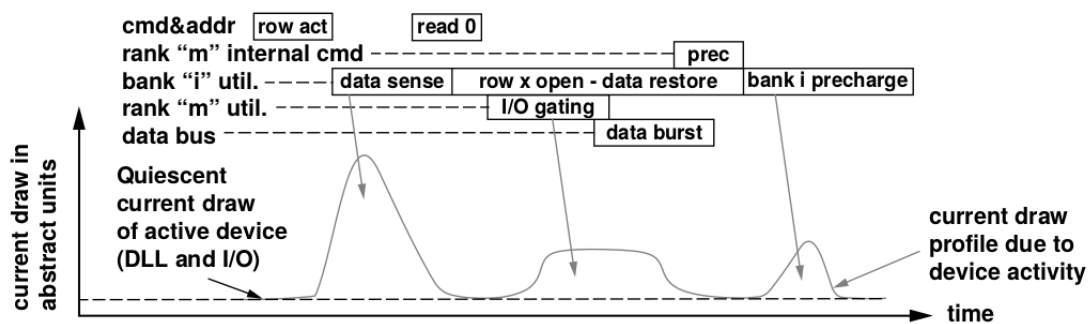 cmd&addr row act read 0
rank “m” internal cmd prec
bank “i” util. data sense row x open - data restore bank i precharge
rank “m” util. I/O gating
data bus data burst
current draw in
abstract units
Quiescent
current draw
of active device
(DLL and I/O)
current draw
profile due to
device activity
time